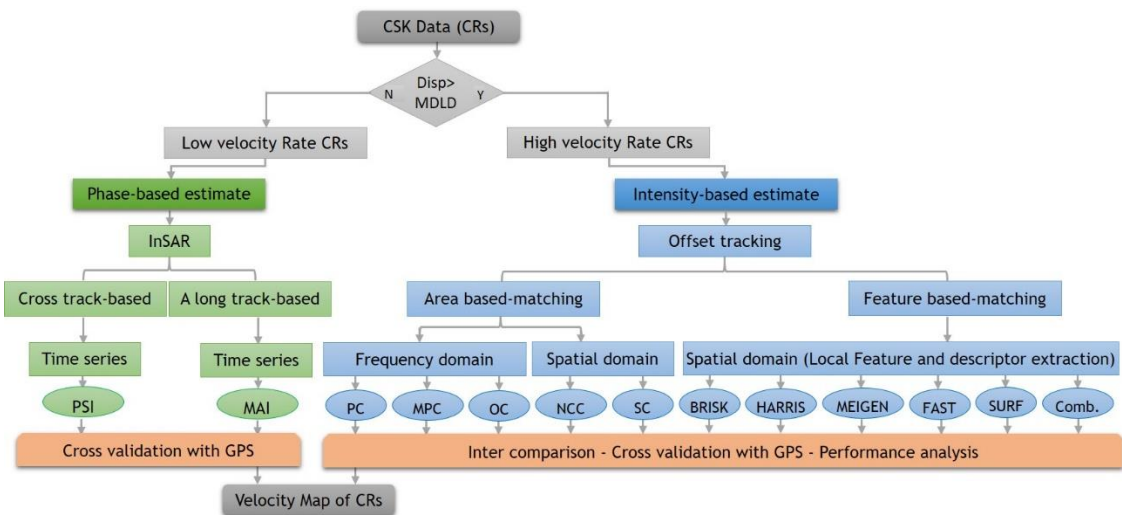 CSK Data (CRs)
Disp>
N
MDLD
Y
Low velocity Rate CRs
High velocity Rate CRs
Phase-based estimate
Intensity-based estimate
InSAR
Offset tracking
Cross track-based
A long track-based
Area based-matching
Feature based-matching
Time series
Time series
Frequency domain
Spatial domain
Spatial domain (Local Feature and descriptor extraction)
PSI
MAI
PC
MPC
OC
NCC
SC
BRISK
HARRIS
MEIGEN
FAST
SURF
Comb.
Cross validation with GPS
Inter comparison - Cross validation with GPS - Performance analysis
Velocity Map of CRs